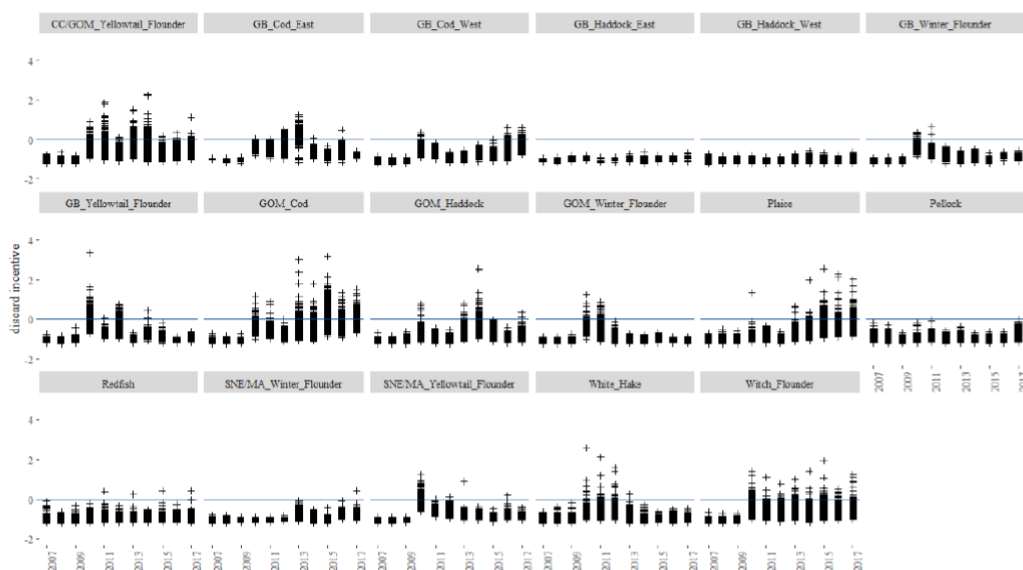 CC/GOM_Yellowtail_Flounder GB_Cod_East GB_Cod_West GB_Haddock_East GB_Haddock_West GB_Winter_Flounder
4
2
0
-2
GB_Yellowtail_Flounder GOM_Cod GOM_Haddock GOM_Winter_Flounder Plaice Pollock
discard incentive
4
2
0
-2
2007 2009 2011 2013 2015 2017
Redfish SNE/MA_Winter_Flounder SNE/MA_Yellowtail_Flounder White_Hake Witch_Flounder
4
2
0
-2
2007 2009 2011 2013 2015 2017 2007 2009 2011 2013 2015 2017 2007 2009 2011 2013 2015 2017 2007 2009 2011 2013 2015 2017 2007 2009 2011 2013 2015 2017